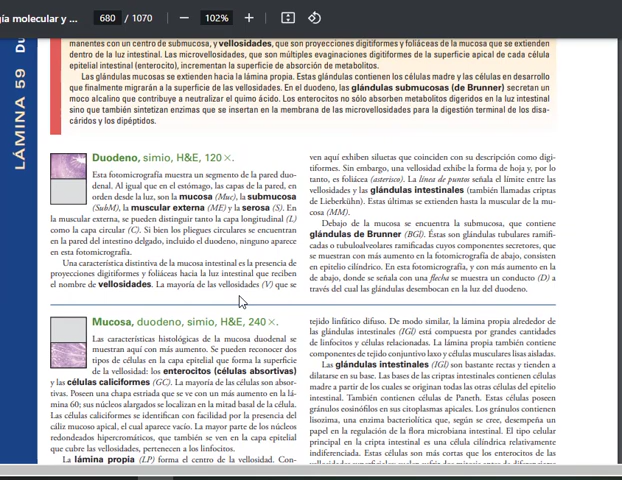 gía molecular y ...
680 / 1070
102%
LÁMINA 59 Du
manentes con un centro de submucosa, y vellosidades, que son proyecciones digitiformes y foliáceas de la mucosa que se extienden
dentro de la luz intestinal. Las microvellosidades, que son múltiples evaginaciones digitiformes de la superficie apical de cada célula
epitelial intestinal (enterocito), incrementan la superficie de absorción de metabolitos.
Las glándulas mucosas se extienden hacia la lámina propia. Estas glándulas contienen las células madre y las células en desarrollo
que finalmente migrarán a la superficie de las vellosidades. En el duodeno, las glándulas submucosas (de Brunner) secretan un
moco alcalino que contribuye a neutralizar el quimo ácido. Los enterocitos no sólo absorben metabolitos digeridos en la luz intestinal
sino que también sintetizan enzimas que se insertan en la membrana de las microvellosidades para la digestión terminal de los disa-
cáridos y los dipéptidos.
Duodeno, simio, H&E, 120 ×.
Esta fotomicrografía muestra un segmento de la pared duo-
denal. Al igual que en el estómago, las capas de la pared, en
orden desde la luz, son la mucosa (Muc), la submucosa
(SubM), la muscular externa (ME) y la serosa (S). En
la muscular externa, se pueden distinguir tanto la capa longitudinal (L)
como la capa circular (C). Si bien los pliegues circulares se encuentran
en la pared del intestino delgado, incluido el duodeno, ninguno aparece
en esta fotomicrografía.
Una característica distintiva de la mucosa intestinal es la presencia de
proyecciones digitiformes y foliáceas hacia la luz intestinal que reciben
el nombre de vellosidades. La mayoría de las vellosidades (V) que se
ven aquí exhiben siluetas que coinciden con su descripción como digi-
tiformes. Sin embargo, una vellosidad exhibe la forma de hoja y, por lo
tanto, es foliácea (asterisco). La línea de puntos señala el límite entre las
vellosidades y las glándulas intestinales (también llamadas criptas
de Lieberkühn). Estas últimas se extienden hasta la muscular de la mu-
cosa (MM).
Debajo de la mucosa se encuentra la submucosa, que contiene
glándulas de Brunner (BGl). Éstas son glándulas tubulares ramifi-
cadas o tubuloalveolares ramificadas cuyos componentes secretores, que
se muestran con más aumento en la fotomicrografía de abajo, consisten
en epitelio cilíndrico. En esta fotomicrografía, y con más aumento en la
de abajo, donde se señala con una flecha se muestra un conducto (D) a
través del cual las glándulas desembocan en la luz del duodeno.
Mucosa, duodeno, simio, H&E, 240 ×.
Las características histológicas de la mucosa duodenal se
muestran aquí con más aumento. Se pueden reconocer dos
tipos de células en la capa epitelial que forma la superficie
de la vellosidad: los enterocitos (células absortivas)
y las células caliciformes (GC). La mayoría de las células son absor-
tivas. Poseen una chapa estriada que se ve con un más aumento en la lá-
mina 60; sus núcleos alargados se localizan en la mitad basal de la célula.
Las células caliciformes se identifican con facilidad por la presencia del
cáliz mucoso apical, el cual aparece vacío. La mayor parte de los núcleos
redondeados hipercromáticos, que también se ven en la capa epitelial
que cubre las vellosidades, pertenecen a los linfocitos.
La lámina propia (LP) forma el centro de la vellosidad. Con-
tejido linfático difuso. De modo similar, la lámina propia alrededor de
las glándulas intestinales (IGl) está compuesta por grandes cantidades
de linfocitos y células relacionadas. La lámina propia también contiene
componentes de tejido conjuntivo laxo y células musculares lisas aisladas.
Las glándulas intestinales (IGl) son bastante rectas y tienden a
dilatarse en su base. Las bases de las criptas intestinales contienen células
madre a partir de los cuales se originan todas las otras células del epitelio
intestinal. También contienen células de Paneth. Estas células poseen
gránulos eosinófilos en sus citoplasmas apicales. Los gránulos contienen
lisozima, una enzima bacteriolítica que, según se cree, desempeña un
papel en la regulación de la flora microbiana intestinal. El tipo celular
principal en la cripta intestinal es una célula cilíndrica relativamente
indiferenciada. Estas células son más cortas que los enterocitos de las